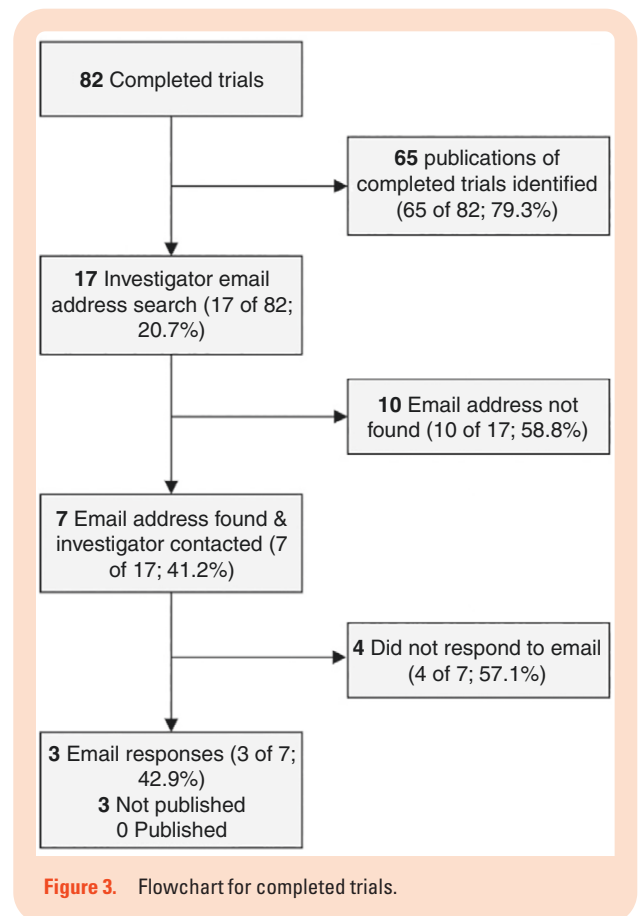 82 Completed trials
65 publications of
completed trials identified
(65 of 82; 79.3%)
17 Investigator email
address search (17 of 82;
20.7%)
10 Email address not
found (10 of 17; 58.8%)
7 Email address found &
investigator contacted (7
of 17; 41.2%)
4 Did not respond to email
(4 of 7; 57.1%)
3 Email responses (3 of 7;
42.9%)
3 Not published
0 Published
Figure 3. Flowchart for completed trials.